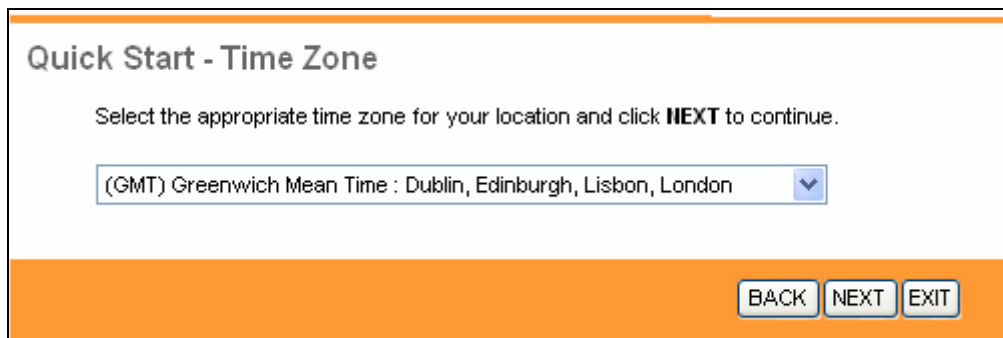 Quick Start - Time Zone
Select the appropriate time zone for your location and click NEXT to continue.
(GMT) Greenwich Mean Time : Dublin, Edinburgh, Lisbon, London
BACK NEXT EXIT